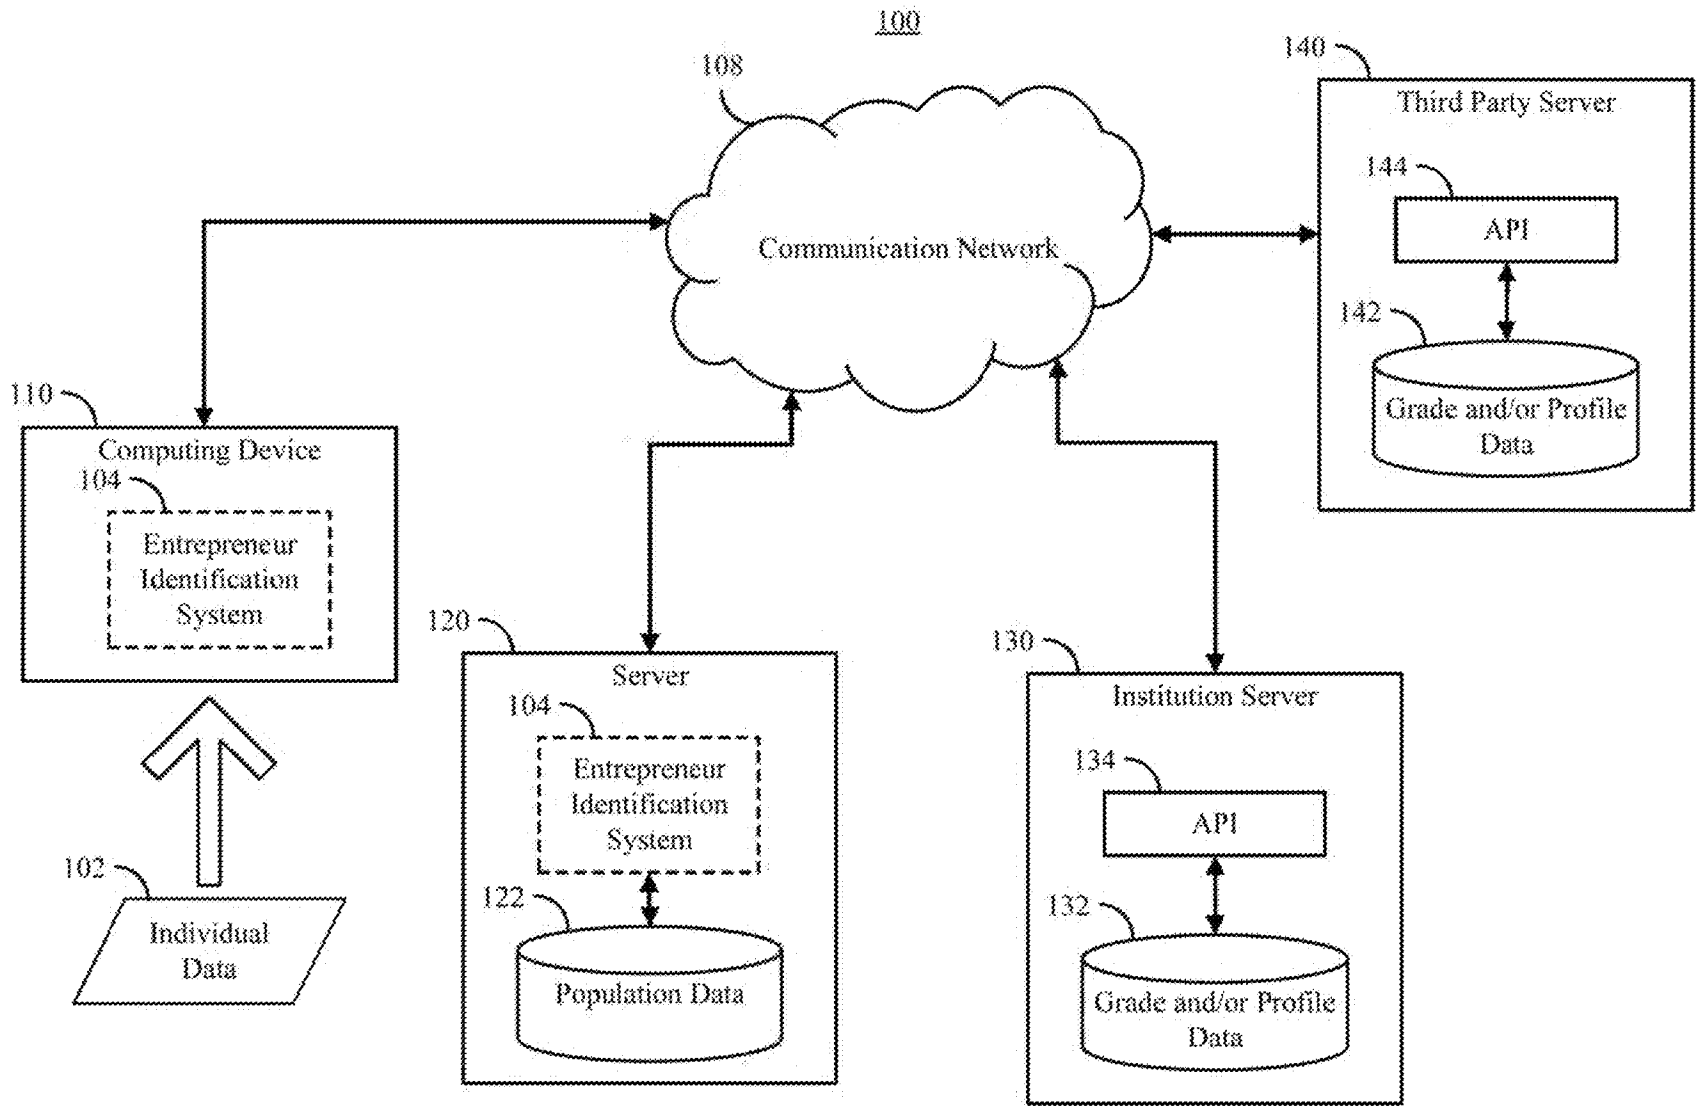 100
108
Communication Network
140
Third Party Server
144
API
142
Grade and/or Profile
Data
110
Computing Device
104
Entrepreneur
Identification
System
102
Individual
Data
120
Server
104
Entrepreneur
Identification
System
122
Population Data
130
Institution Server
134
API
132
Grade and/or Profile
Data